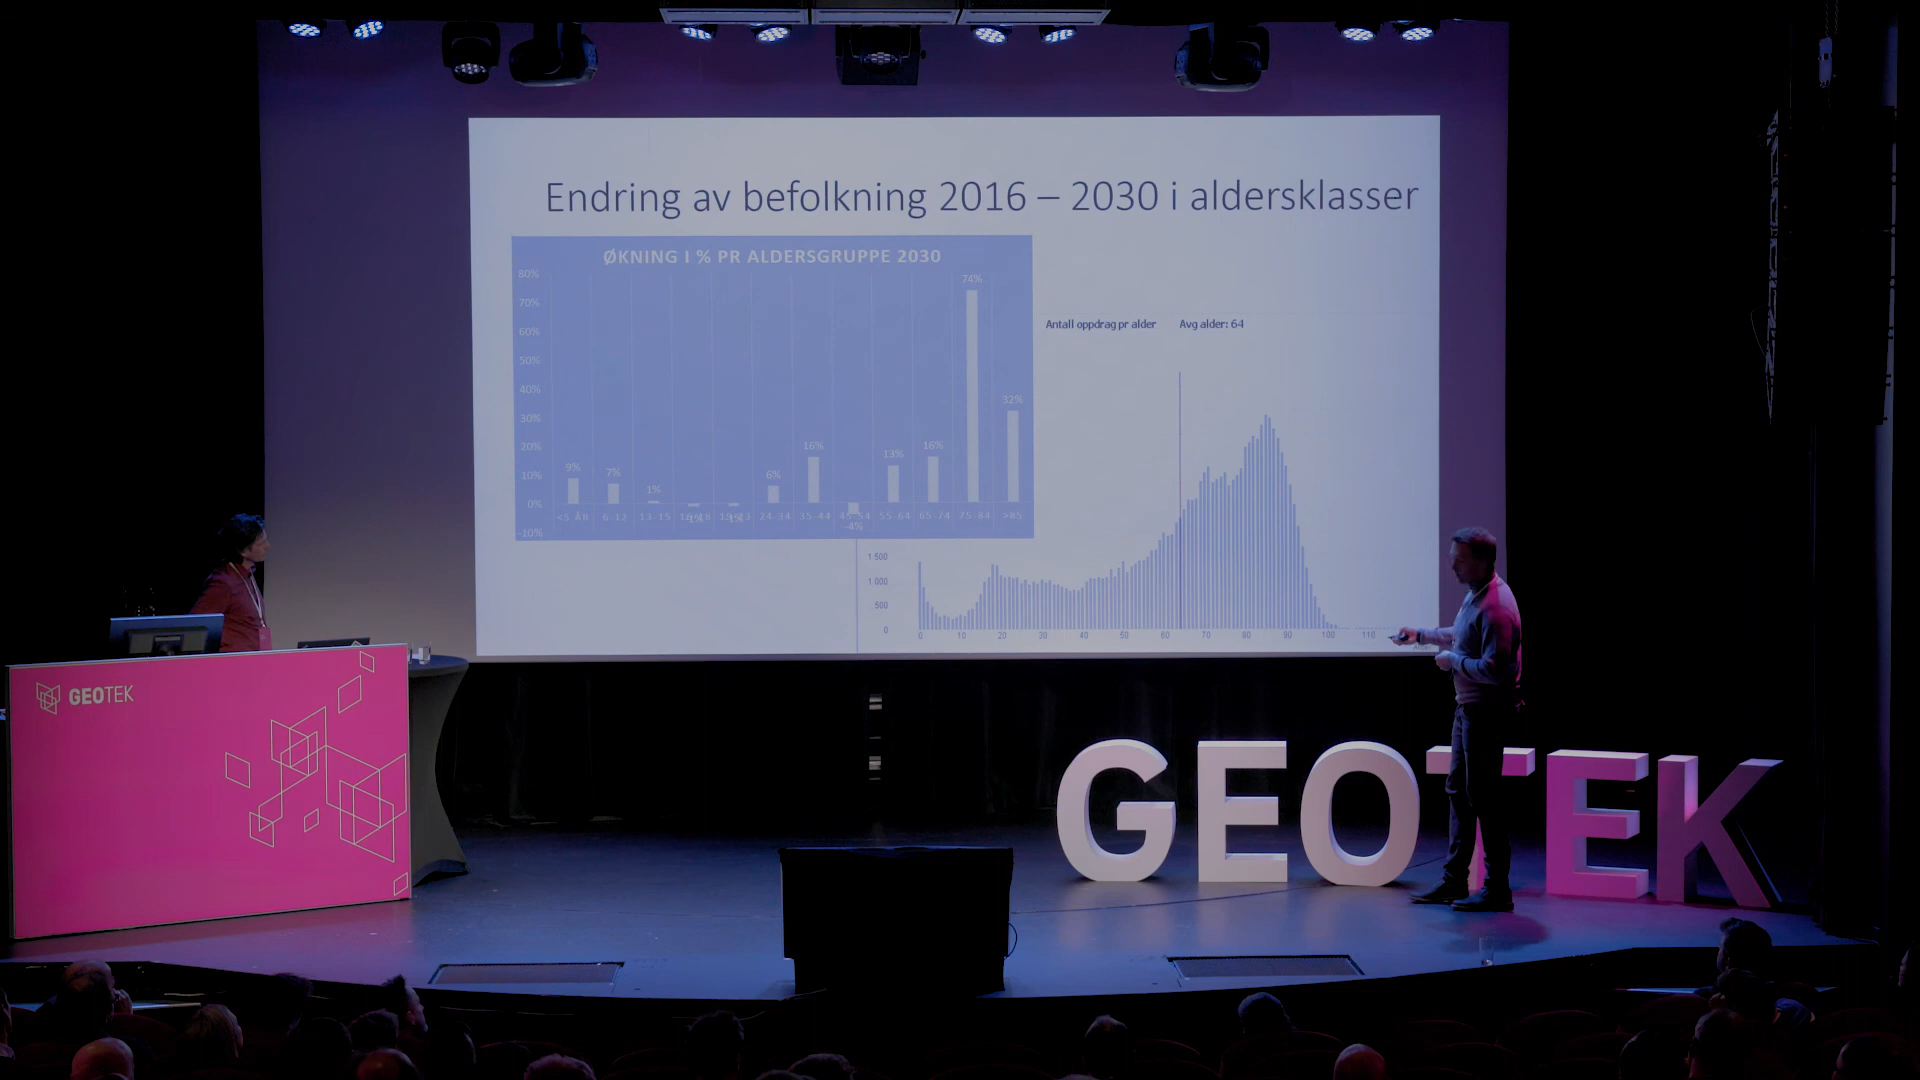 Endring av befolkning 2016 – 2030 i aldersklasser
ØKNING I % PR ALDERSGRUPPE 2030
80%
70%
60%
50%
40%
30%
20%
10%
0%
-10%
9% 7% 1% 6% 16% -4% 13% 16% 74% 32%
<5 ÅR 6-12 13-15 24-34 35-44 55-64 65-74 75-84 >85
Antall oppdrag pr alder Avg alder: 64
1 500
1 000
500
0
0 10 20 30 40 50 60 70 80 90 100 110
GEOTEK
GEOTEK